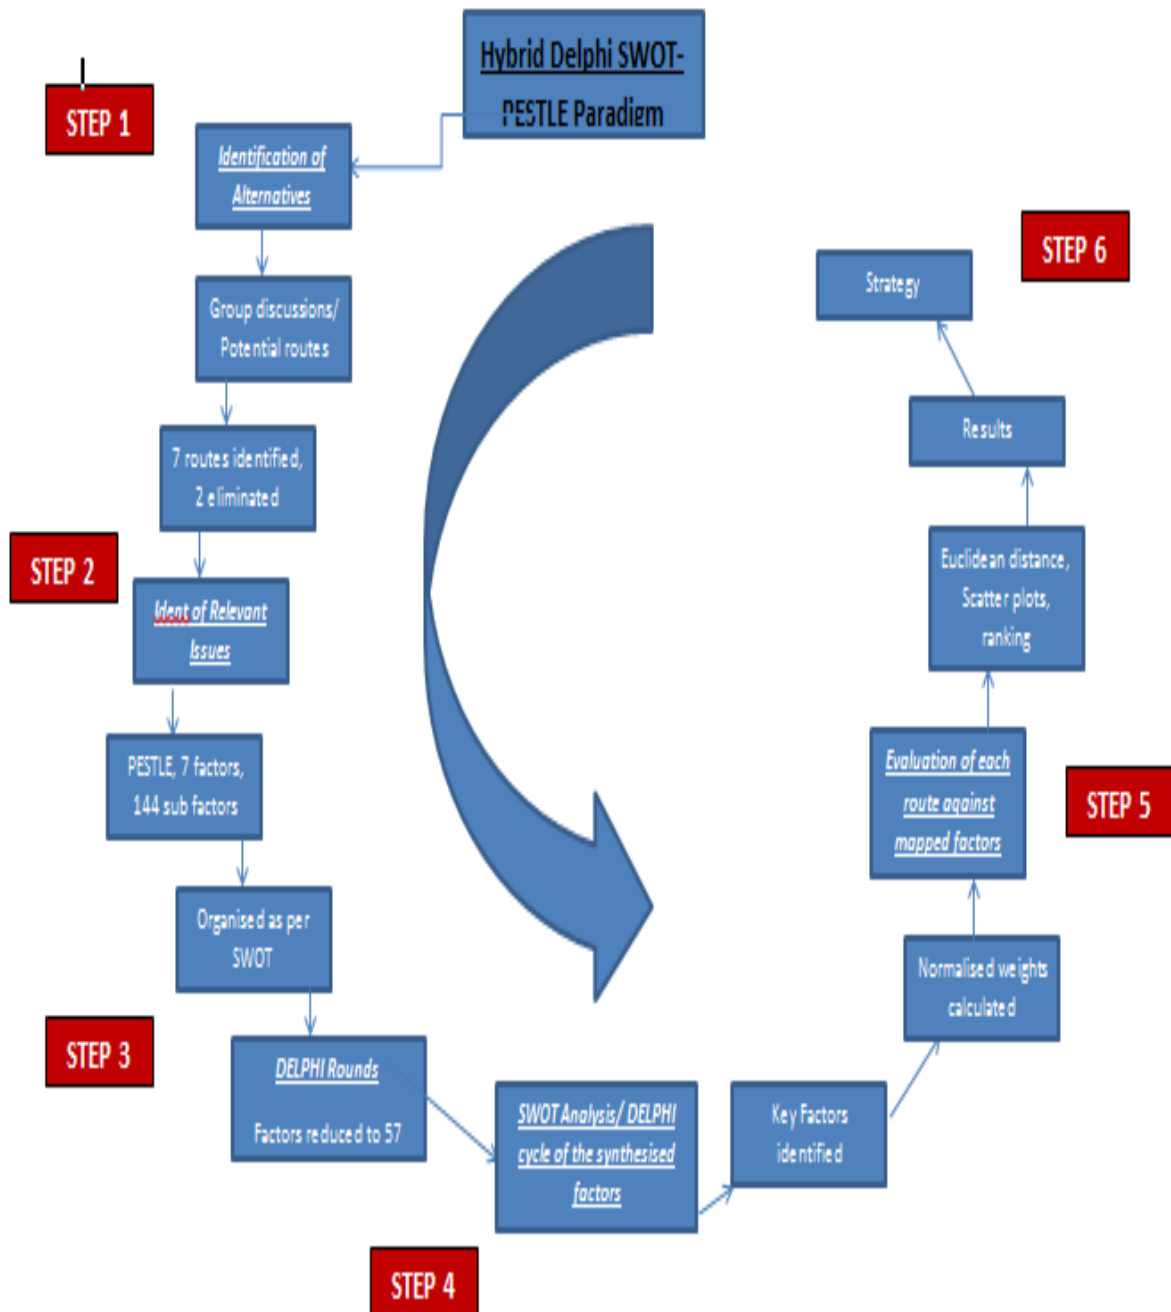 Hybrid Delphi SWOT-
PESTLE Paradigm
STEP 1
Identification of
Alternatives
Group discussions/
Potential routes
7 routes identified,
2 eliminated
STEP 2
Ident of Relevant
Issues
PESTLE, 7 factors,
144 sub factors
Organised as per
SWOT
STEP 3
DELPHI Rounds
Factors reduced to 57
STEP 4
SWOT Analysis/ DELPHI
cycle of the synthesised
factors
Key Factors
identified
Normalised weights
calculated
STEP 5
Evaluation of each
route against
mapped factors
Euclidean distance,
Scatter plots,
ranking
Results
STEP 6
Strategy